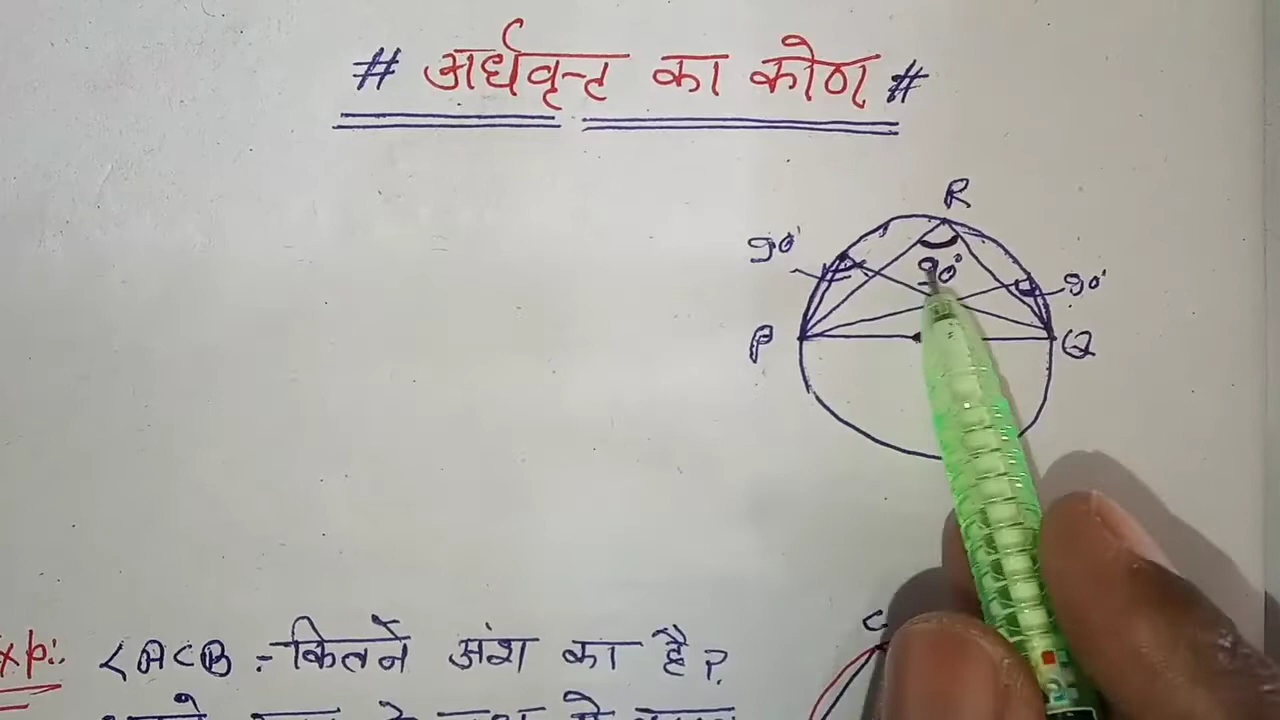 # अर्धवृत्त का कोण #
R
90°
90°
90°
P
Q
C
Exp:.
<ACB :- कितने अंश का है?